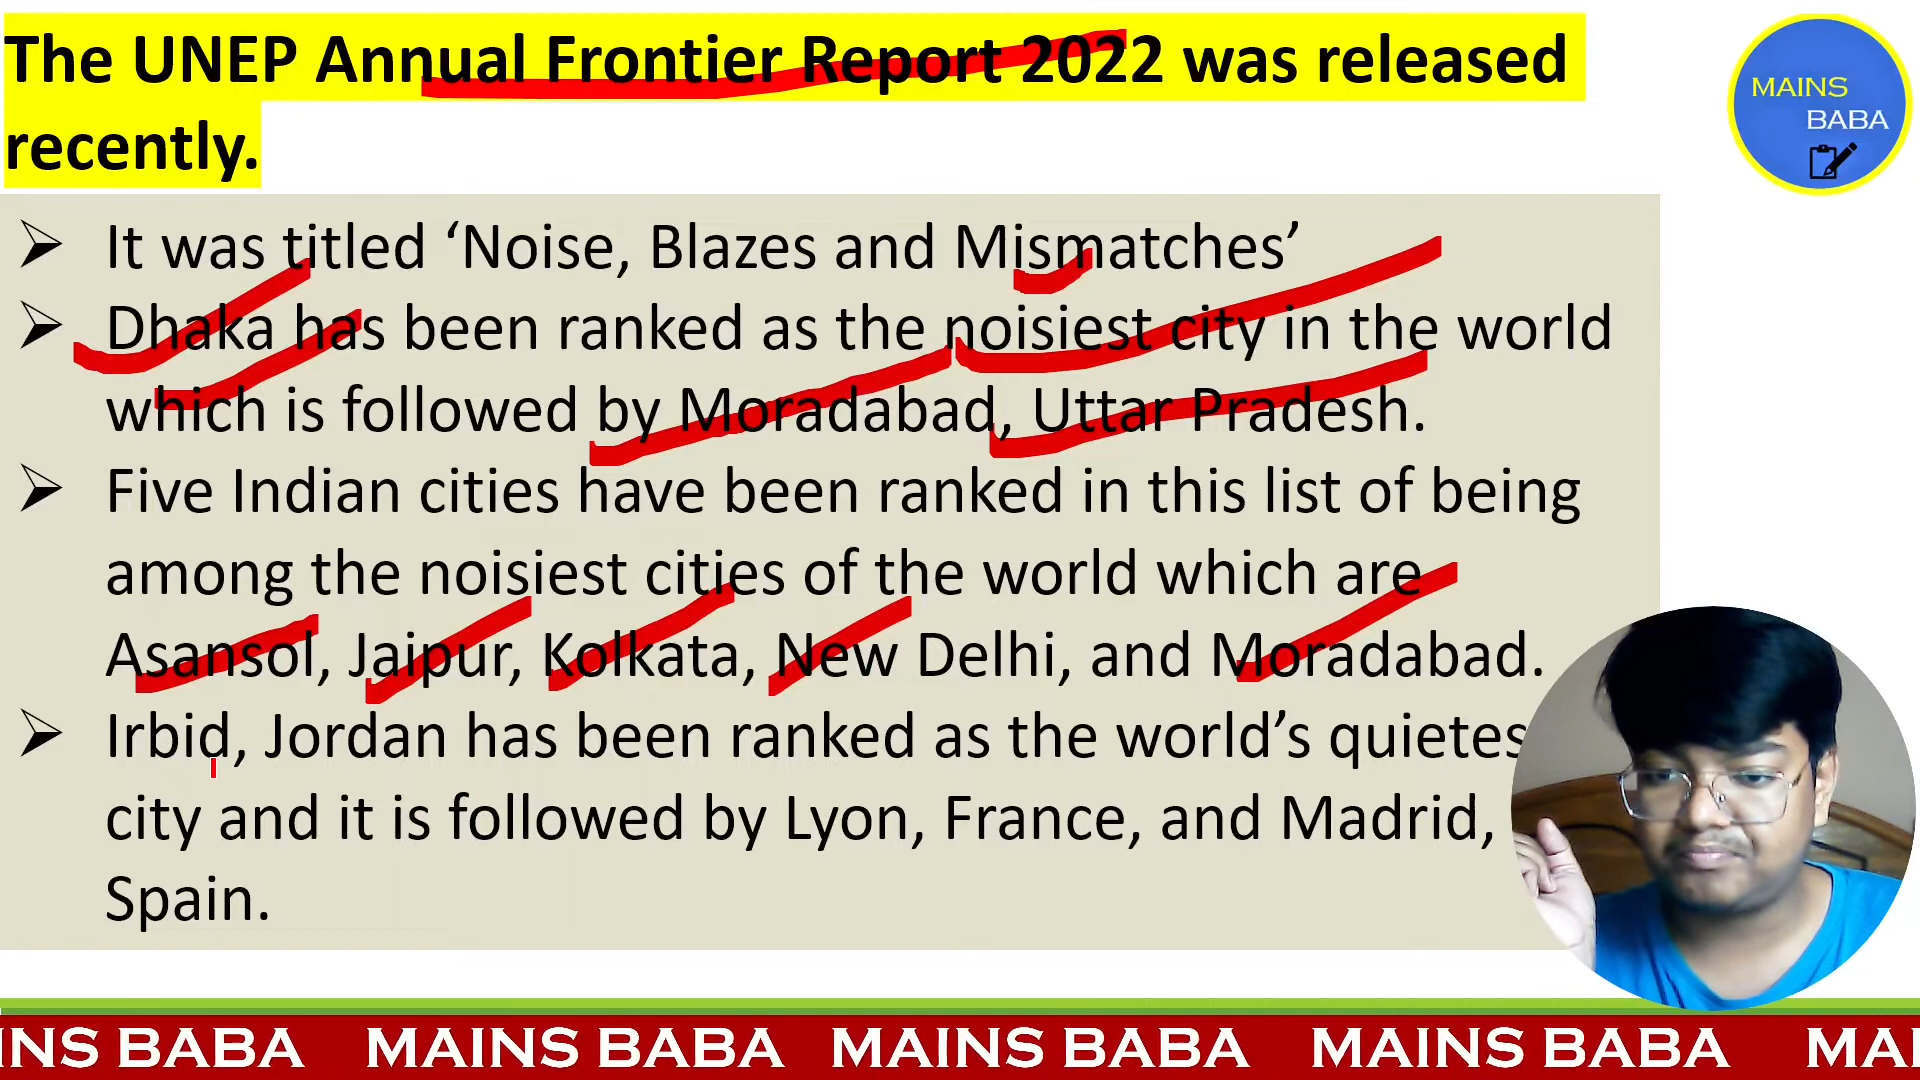 The UNEP Annual Frontier Report 2022 was released
recently.
MAINS
BABA
➢ It was titled ‘Noise, Blazes and Mismatches’
➢ Dhaka has been ranked as the noisiest city in the world
which is followed by Moradabad, Uttar Pradesh.
➢ Five Indian cities have been ranked in this list of being
among the noisiest cities of the world which are
Asansol, Jaipur, Kolkata, New Delhi, and Moradabad.
➢ Irbid, Jordan has been ranked as the world’s quietes
city and it is followed by Lyon, France, and Madrid,
Spain.
INS BABA MAINS BABA MAINS BABA MAINS BABA MA